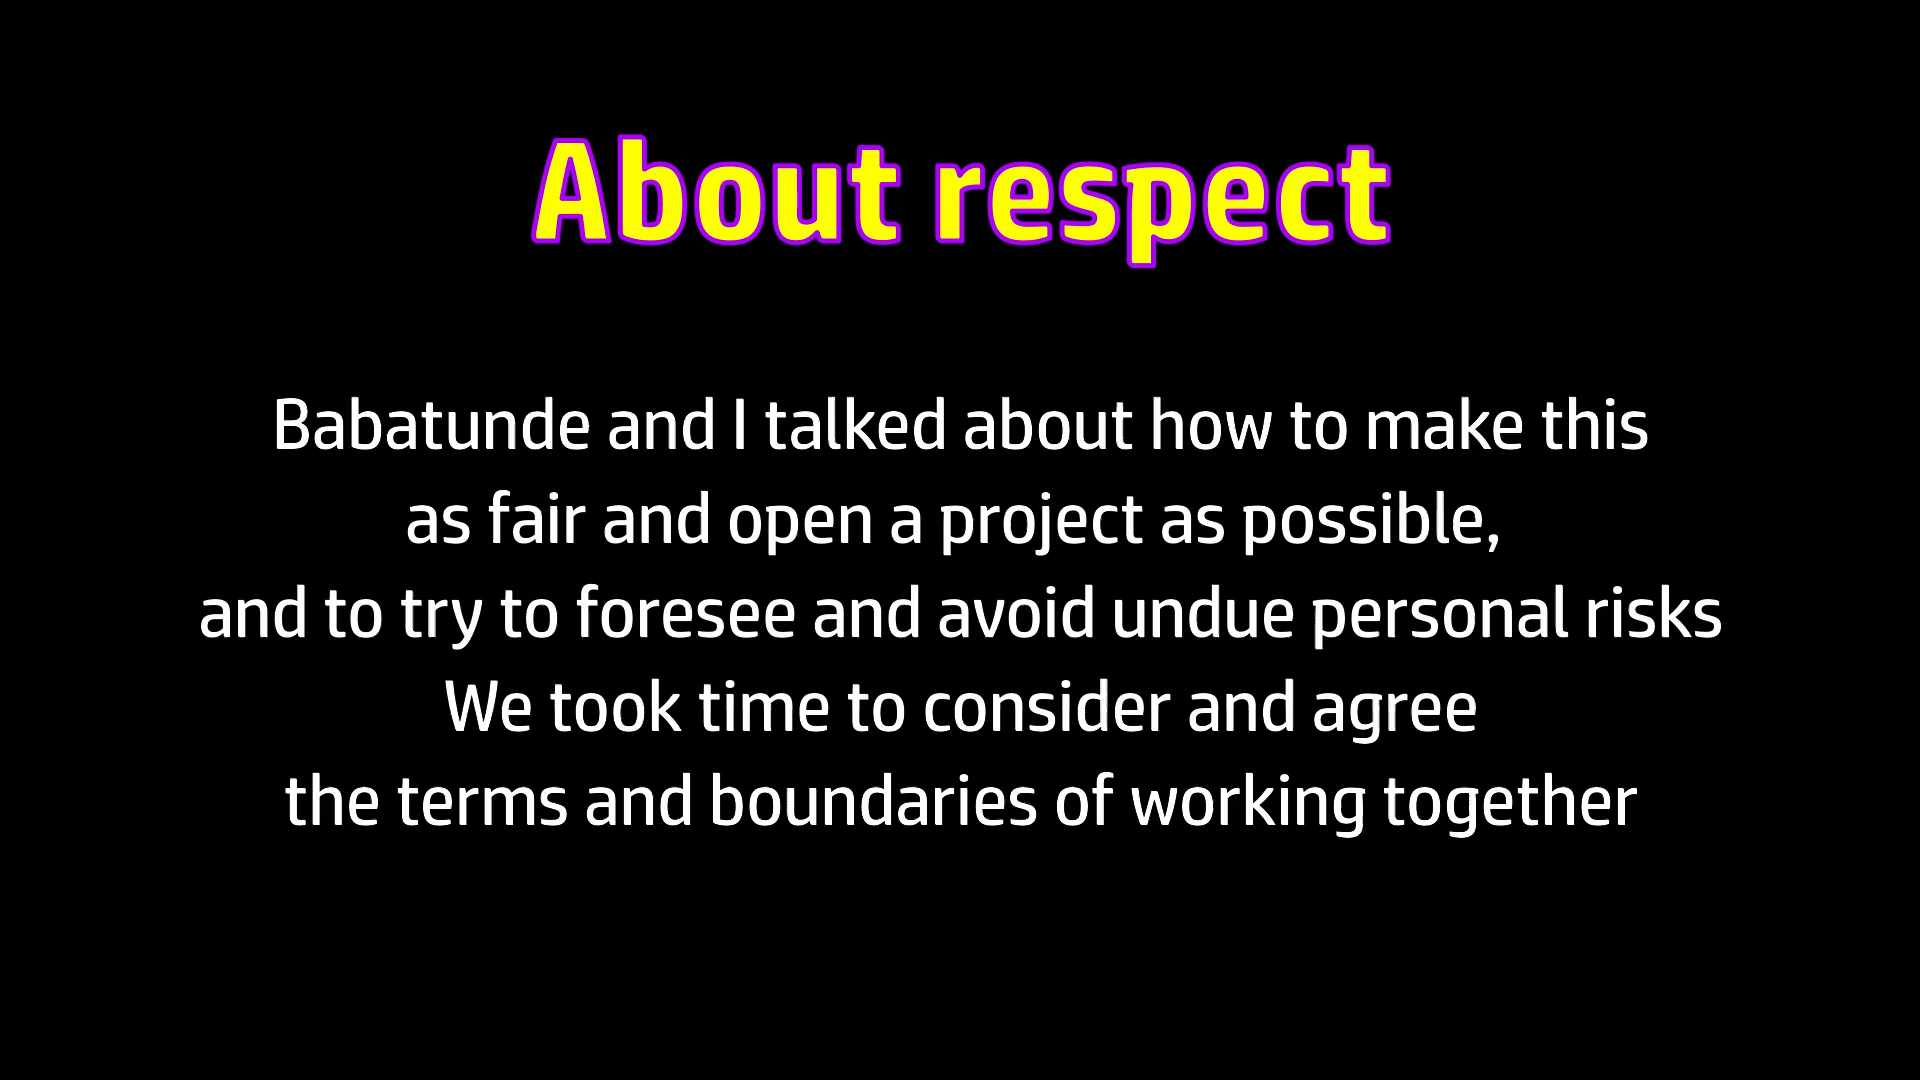 About respect
Babatunde and I talked about how to make this
as fair and open a project as possible,
and to try to foresee and avoid undue personal risks
We took time to consider and agree
the terms and boundaries of working together